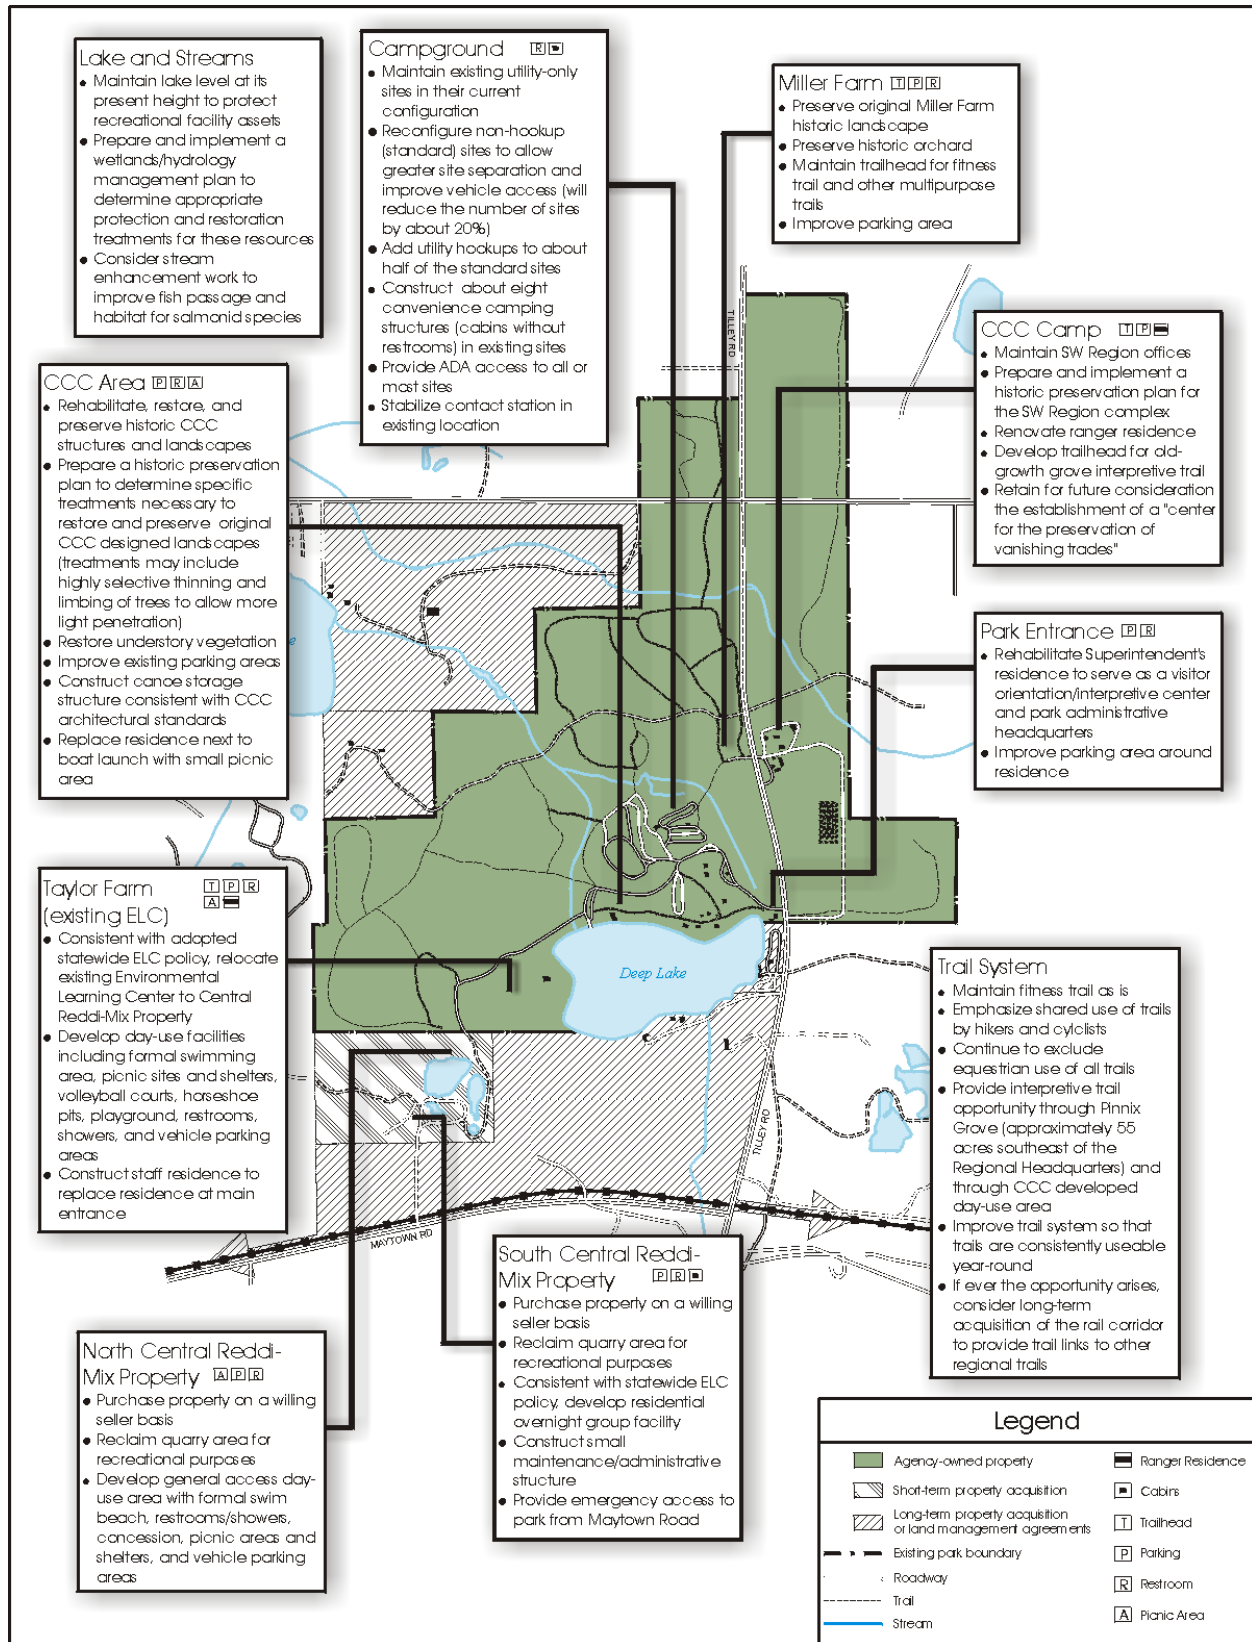 Lake and Streams
• Maintain lake level at its
present height to protect
recreational facility assets
• Prepare and implement a
wetlands/hydrology
management plan to
determine appropriate
protection and restoration
treatments for these resources
• Consider stream
enhancement work to
improve fish passage and
habitat for salmonid species
Campground R
• Maintain existing utility-only
sites in their current
configuration
• Reconfigure non-hookup
(standard) sites to allow
greater site separation and
improve vehicle access (will
reduce the number of sites
by about 20%)
• Add utility hookups to about
half of the standard sites
• Construct about eight
convenience camping
structures (cabins without
restrooms) in existing sites
• Provide ADA access to all or
most sites
• Stabilize contact station in
existing location
Miller Farm T P R
• Preserve original Miller Farm
historic landscape
• Preserve historic orchard
• Maintain trailhead for fitness
trail and other multipurpose
trails
• Improve parking area
CCC Camp T P
• Maintain SW Region offices
• Prepare and implement a
historic preservation plan for
the SW Region complex
• Renovate ranger residence
• Develop trailhead for old-
growth grove interpretive trail
• Retain for future consideration
the establishment of a "center
for the preservation of
vanishing trades"
CCC Area P R A
• Rehabilitate, restore, and
preserve historic CCC
structures and landscapes
• Prepare a historic preservation
plan to determine specific
treatments necessary to
restore and preserve original
CCC designed landscapes
(treatments may include
highly selective thinning and
limbing of trees to allow more
light penetration)
• Restore understory vegetation
• Improve existing parking areas
• Construct canoe storage
structure consistent with CCC
architectural standards
• Replace residence next to
boat launch with small picnic
area
Park Entrance P R
• Rehabilitate Superintendent's
residence to serve as a visitor
orientation/interpretive center
and park administrative
headquarters
• Improve parking area around
residence
TILLEY RD
e
Deep Lake
TILLEY RD
MAYTOWN RD
Taylor Farm T P R
(existing ELC) A
• Consistent with adopted
statewide ELC policy, relocate
existing Environmental
Learning Center to Central
Reddi-Mix Property
• Develop day-use facilities
including formal swimming
area, picnic sites and shelters,
volleyball courts, horseshoe
pits, playground, restrooms,
showers, and vehicle parking
areas
• Construct staff residence to
replace residence at main
entrance
Trail System
• Maintain fitness trail as is
• Emphasize shared use of trails
by hikers and cylclists
• Continue to exclude
equestrian use of all trails
• Provide interpretive trail
opportunity through Pinnix
Grove (approximately 55
acres southeast of the
Regional Headquarters) and
through CCC developed
day-use area
• Improve trail system so that
trails are consistently useable
year-round
• If ever the opportunity arises,
consider long-term
acquisition of the rail corridor
to provide trail links to other
regional trails
South Central Reddi-
Mix Property P R
• Purchase property on a willing
seller basis
• Reclaim quarry area for
recreational purposes
• Consistent with statewide ELC
policy, develop residential
overnight group facility
• Construct small
maintenance/administrative
structure
• Provide emergency access to
park from Maytown Road
North Central Reddi-
Mix Property A P R
• Purchase property on a willing
seller basis
• Reclaim quarry area for
recreational purposes
• Develop general access day-
use area with formal swim
beach, restrooms/showers,
concession, picnic areas and
shelters, and vehicle parking
areas
Legend
Agency-owned property
Short-term property acquisition
Long-term property acquisition
or land management agreements
Existing park boundary
Roadway
Trail
Stream
Ranger Residence
Cabins
T Trailhead
P Parking
R Restroom
A Picnic Area